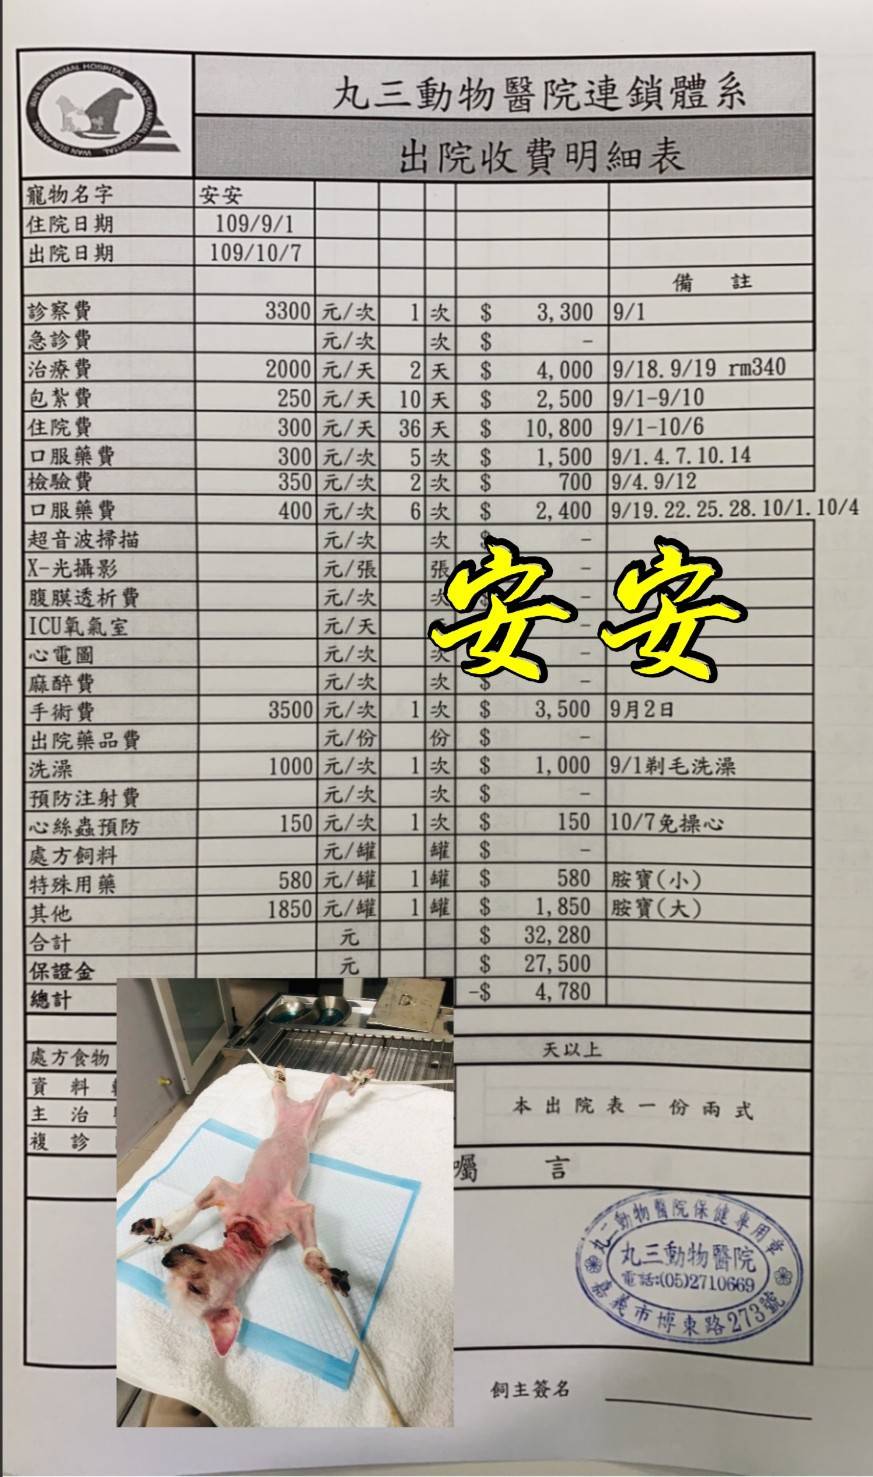 WAN SUN ANIMAL HOSPITAL
丸三動物醫院連鎖體系
出院收費明細表
寵物名字 安安
住院日期 109/9/1
出院日期 109/10/7
備 註
診察費 3300 元/次 1 次 $ 3,300 9/1
急診費 元/次 次 $ -
治療費 2000 元/天 2 天 $ 4,000 9/18.9/19 rm340
包紮費 250 元/天 10 天 $ 2,500 9/1-9/10
住院費 300 元/天 36 天 $ 10,800 9/1-10/6
口服藥費 300 元/次 5 次 $ 1,500 9/1.4.7.10.14
檢驗費 350 元/次 2 次 $ 700 9/4.9/12
口服藥費 400 元/次 6 次 $ 2,400 9/19.22.25.28.10/1.10/4
超音波掃描 元/次 次 $ -
X-光攝影 元/張 張 -
腹膜透析費 元/次 次 -
ICU氧氣室 元/天 -
安安
心電圖 元/次 次 -
麻醉費 元/次 次 $ -
手術費 3500 元/次 1 次 $ 3,500 9月2日
出院藥品費 元/份 份 $ -
洗澡 1000 元/次 1 次 $ 1,000 9/1剃毛洗澡
預防注射費 元/次 次 $ -
心絲蟲預防 150 元/次 1 次 $ 150 10/7免操心
處方飼料 元/罐 罐 $ -
特殊用藥 580 元/罐 1 罐 $ 580 胺寶(小)
其他 1850 元/罐 1 罐 $ 1,850 胺寶(大)
合計 元 $ 32,280
保證金 元 $ 27,500
總計 -$ 4,780
處方食物 天以上
資 料
主 治 本出院表一份兩式
複 診
囑 言
動物醫院保健專用章
丸三動物醫院
電話:(05)2710669
嘉義市博東路273號
飼主簽名